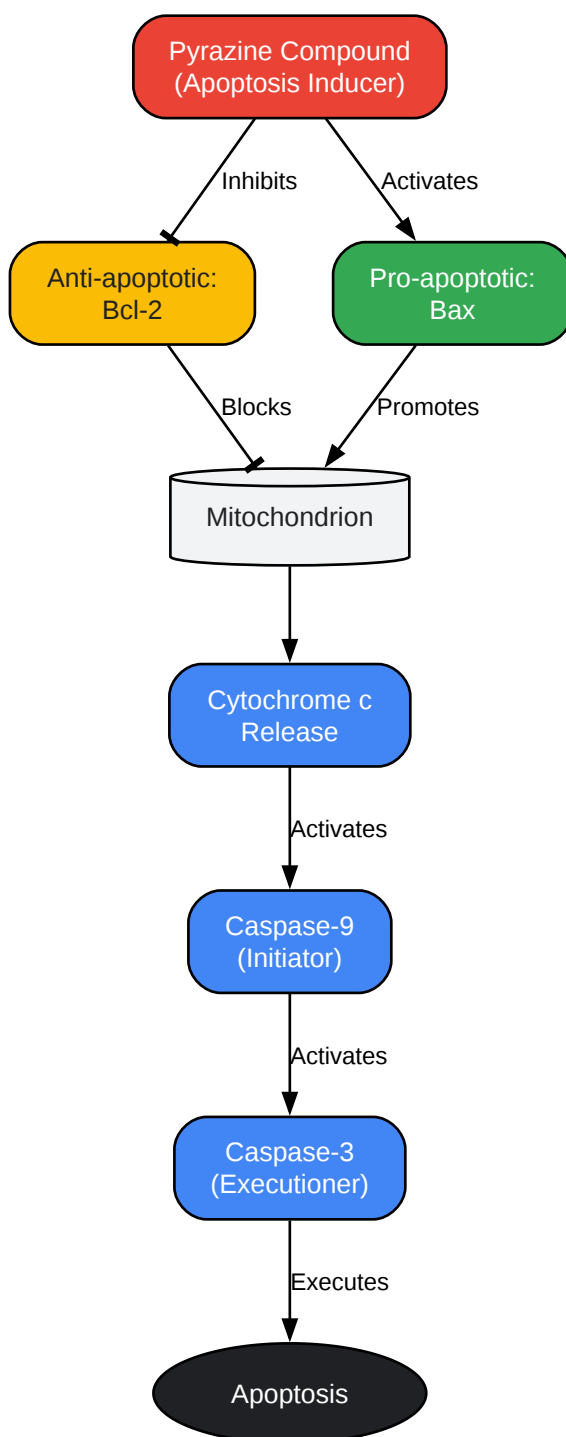 Pyrazine Compound
(Apoptosis Inducer)
Inhibits
Activates
Anti-apoptotic:
Bcl-2
Pro-apoptotic:
Bax
Blocks
Promotes
Mitochondrion
Cytochrome c
Release
Activates
Caspase-9
(Initiator)
Activates
Caspase-3
(Executioner)
Executes
Apoptosis